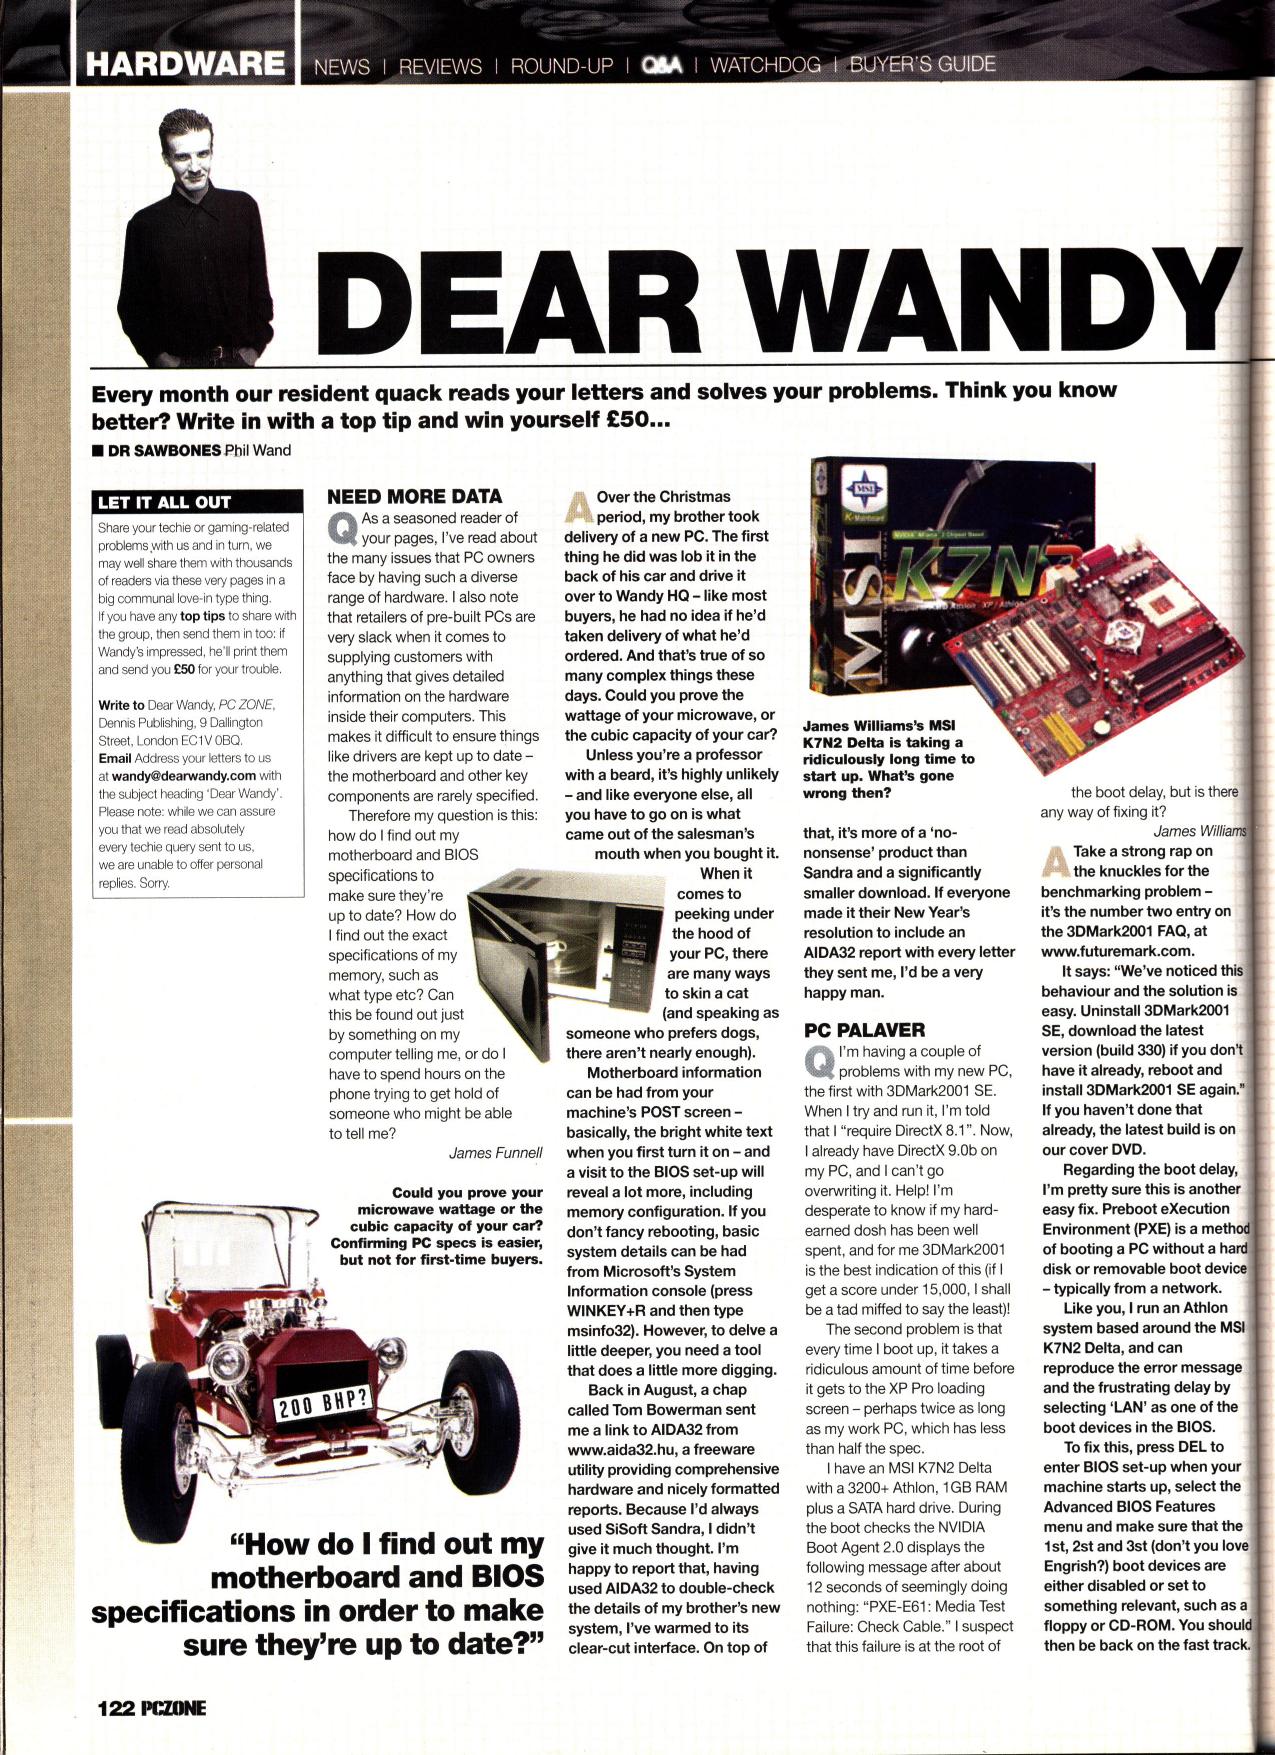 HARDWARE
NEWS | REVIEWS | ROUND-UP | Q&A | WATCHDOG | BUYER'S GUIDE
DEAR WANDY
Every month our resident quack reads your letters and solves your problems. Think you know
better? Write in with a top tip and win yourself £50...
■ DR SAWBONES Phil Wand
LET IT ALL OUT
Share your techie or gaming-related
problems with us and in turn, we
may well share them with thousands
of readers via these very pages in a
big communal love-in type thing.
If you have any top tips to share with
the group, then send them in too: if
Wandy's impressed, he'll print them
and send you £50 for your trouble.
Write to Dear Wandy, PC ZONE,
Dennis Publishing, 9 Dallington
Street, London EC1V 0BQ.
Email Address your letters to us
at wandy@dearwandy.com with
the subject heading 'Dear Wandy'.
Please note: while we can assure
you that we read absolutely
every techie query sent to us,
we are unable to offer personal
replies. Sorry.
NEED MORE DATA
Q As a seasoned reader of
your pages, I've read about
the many issues that PC owners
face by having such a diverse
range of hardware. I also note
that retailers of pre-built PCs are
very slack when it comes to
supplying customers with
anything that gives detailed
information on the hardware
inside their computers. This
makes it difficult to ensure things
like drivers are kept up to date –
the motherboard and other key
components are rarely specified.
Therefore my question is this:
how do I find out my
motherboard and BIOS
specifications to
make sure they're
up to date? How do
I find out the exact
specifications of my
memory, such as
what type etc? Can
this be found out just
by something on my
computer telling me, or do I
have to spend hours on the
phone trying to get hold of
someone who might be able
to tell me?
James Funnell
Could you prove your
microwave wattage or the
cubic capacity of your car?
Confirming PC specs is easier,
but not for first-time buyers.
200 BHP?
"How do I find out my
motherboard and BIOS
specifications in order to make
sure they're up to date?"
A Over the Christmas
period, my brother took
delivery of a new PC. The first
thing he did was lob it in the
back of his car and drive it
over to Wandy HQ – like most
buyers, he had no idea if he'd
taken delivery of what he'd
ordered. And that's true of so
many complex things these
days. Could you prove the
wattage of your microwave, or
the cubic capacity of your car?
Unless you're a professor
with a beard, it's highly unlikely
– and like everyone else, all
you have to go on is what
came out of the salesman's
mouth when you bought it.
When it
comes to
peeking under
the hood of
your PC, there
are many ways
to skin a cat
(and speaking as
someone who prefers dogs,
there aren't nearly enough).
Motherboard information
can be had from your
machine's POST screen –
basically, the bright white text
when you first turn it on – and
a visit to the BIOS set-up will
reveal a lot more, including
memory configuration. If you
don't fancy rebooting, basic
system details can be had
from Microsoft's System
Information console (press
WINKEY+R and then type
msinfo32). However, to delve a
little deeper, you need a tool
that does a little more digging.
Back in August, a chap
called Tom Bowerman sent
me a link to AIDA32 from
www.aida32.hu, a freeware
utility providing comprehensive
hardware and nicely formatted
reports. Because I'd always
used SiSoft Sandra, I didn't
give it much thought. I'm
happy to report that, having
used AIDA32 to double-check
the details of my brother's new
system, I've warmed to its
clear-cut interface. On top of
MSI
K7N2
James Williams's MSI
K7N2 Delta is taking a
ridiculously long time to
start up. What's gone
wrong then?
that, it's more of a 'no-
nonsense' product than
Sandra and a significantly
smaller download. If everyone
made it their New Year's
resolution to include an
AIDA32 report with every letter
they sent me, I'd be a very
happy man.
PC PALAVER
Q I'm having a couple of
problems with my new PC,
the first with 3DMark2001 SE.
When I try and run it, I'm told
that I "require DirectX 8.1". Now,
I already have DirectX 9.0b on
my PC, and I can't go
overwriting it. Help! I'm
desperate to know if my hard-
earned dosh has been well
spent, and for me 3DMark2001
is the best indication of this (if I
get a score under 15,000, I shall
be a tad miffed to say the least)!
The second problem is that
every time I boot up, it takes a
ridiculous amount of time before
it gets to the XP Pro loading
screen – perhaps twice as long
as my work PC, which has less
than half the spec.
I have an MSI K7N2 Delta
with a 3200+ Athlon, 1GB RAM
plus a SATA hard drive. During
the boot checks the NVIDIA
Boot Agent 2.0 displays the
following message after about
12 seconds of seemingly doing
nothing: "PXE-E61: Media Test
Failure: Check Cable." I suspect
that this failure is at the root of
the boot delay, but is there
any way of fixing it?
James Williams
A Take a strong rap on
the knuckles for the
benchmarking problem –
it's the number two entry on
the 3DMark2001 FAQ, at
www.futuremark.com.
It says: "We've noticed this
behaviour and the solution is
easy. Uninstall 3DMark2001
SE, download the latest
version (build 330) if you don't
have it already, reboot and
install 3DMark2001 SE again."
If you haven't done that
already, the latest build is on
our cover DVD.
Regarding the boot delay,
I'm pretty sure this is another
easy fix. Preboot eXecution
Environment (PXE) is a method
of booting a PC without a hard
disk or removable boot device
– typically from a network.
Like you, I run an Athlon
system based around the MSI
K7N2 Delta, and can
reproduce the error message
and the frustrating delay by
selecting 'LAN' as one of the
boot devices in the BIOS.
To fix this, press DEL to
enter BIOS set-up when your
machine starts up, select the
Advanced BIOS Features
menu and make sure that the
1st, 2st and 3st (don't you love
Engrish?) boot devices are
either disabled or set to
something relevant, such as a
floppy or CD-ROM. You should
then be back on the fast track.
122 PCZONE